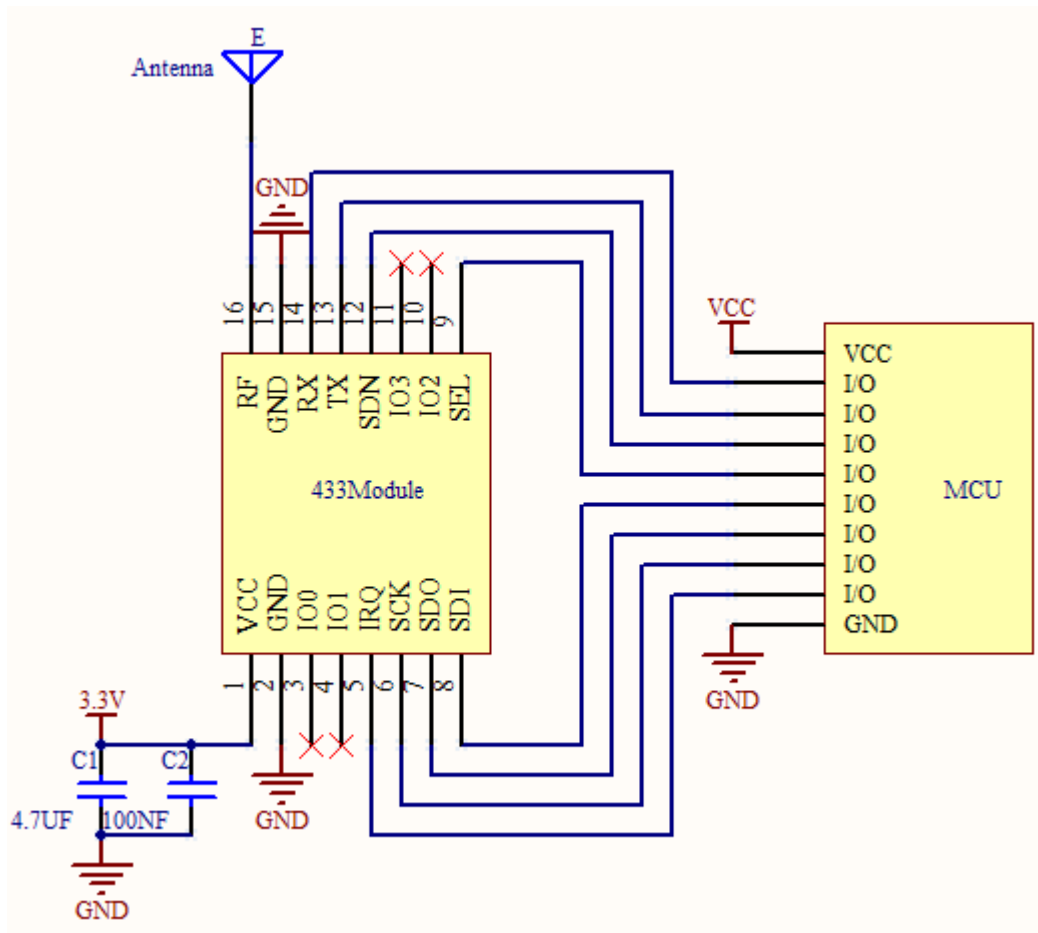 E
Antenna
GND
16
15
14
13
12
11
10
9
RF
GND
RX
TX
SDN
IO3
IO2
SEL
433Module
VCC
GND
IO0
IO1
IRQ
SCK
SDO
SDI
1
2
3
4
5
6
7
8
3.3V
C1
C2
4.7UF
100NF
GND
GND
VCC
VCC
I/O
I/O
I/O
I/O
I/O
I/O
I/O
I/O
GND
MCU
GND